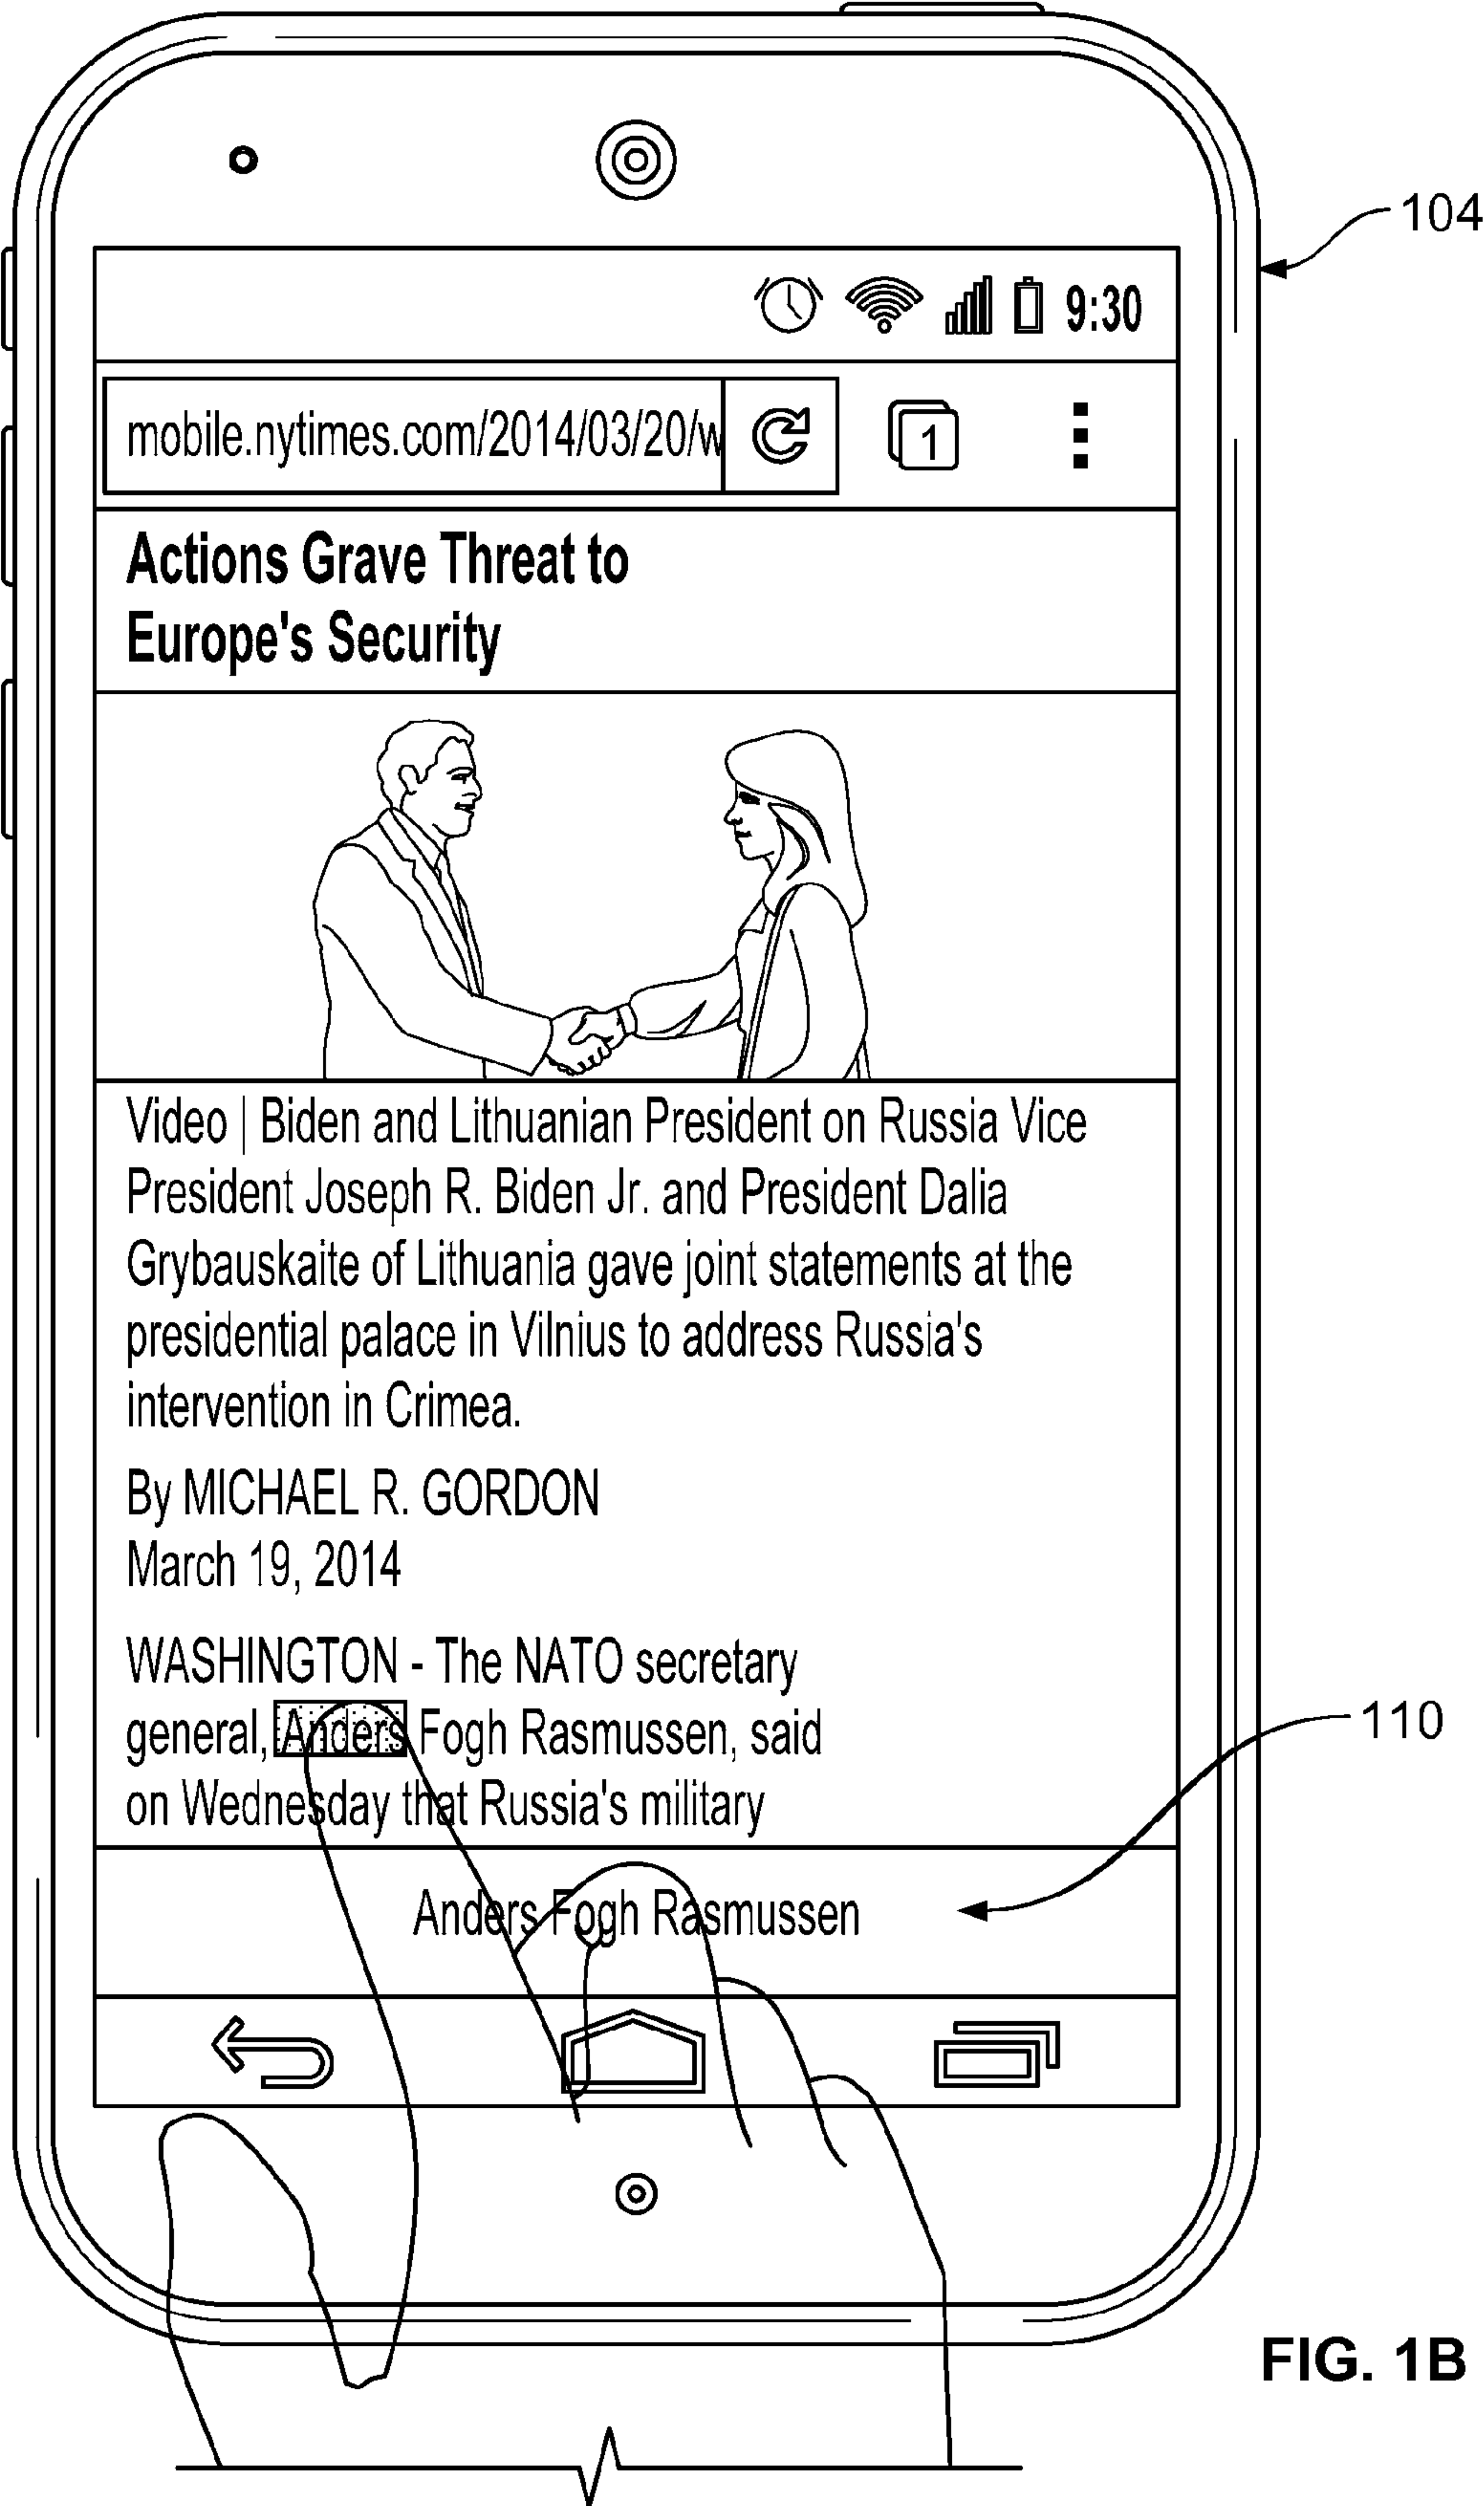 104
9:30
mobile.nytimes.com/2014/03/20/w
1
Actions Grave Threat to
Europe's Security
Video | Biden and Lithuanian President on Russia Vice
President Joseph R. Biden Jr. and President Dalia
Grybauskaite of Lithuania gave joint statements at the
presidential palace in Vilnius to address Russia's
intervention in Crimea.
By MICHAEL R. GORDON
March 19, 2014
WASHINGTON - The NATO secretary
general, Anders Fogh Rasmussen, said
on Wednesday that Russia's military
110
Anders Fogh Rasmussen
FIG. 1B